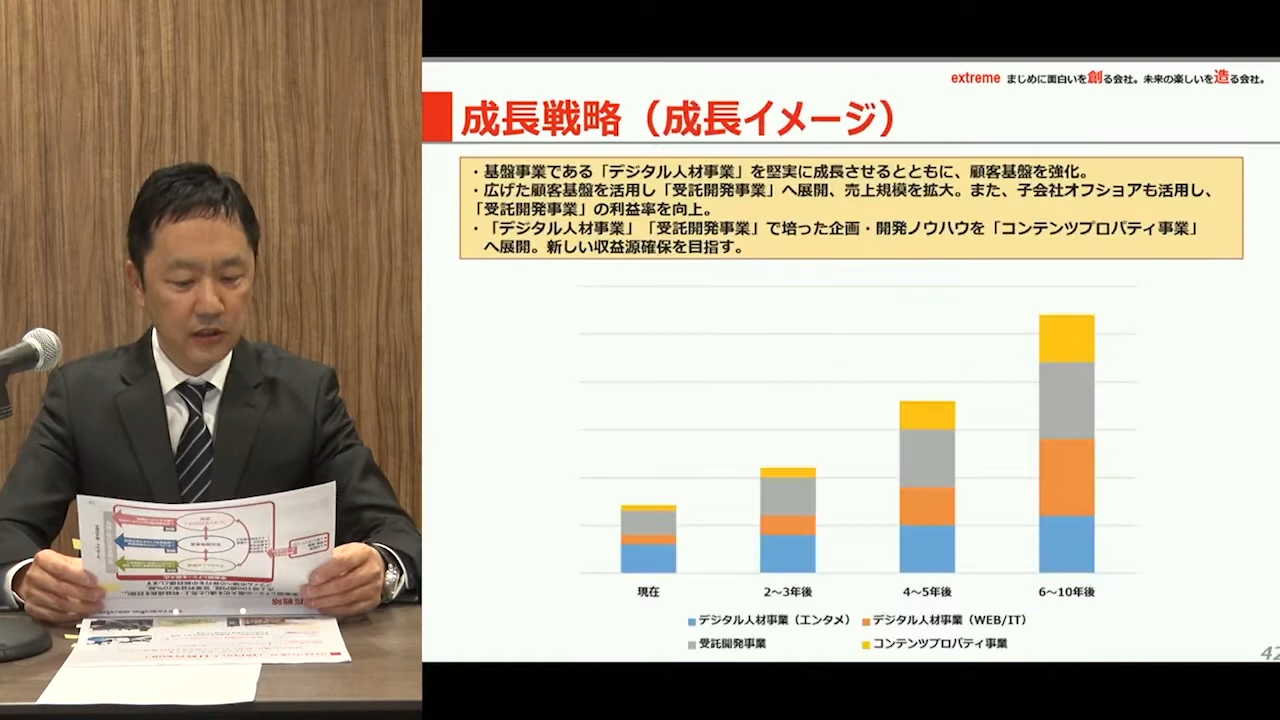 extreme まじめに面白いを創る会社。未来の楽しいを造る会社。
成長戦略（成長イメージ）
・基盤事業である「デジタル人材事業」を堅実に成長させるとともに、顧客基盤を強化。
・広げた顧客基盤を活用し「受託開発事業」へ展開、売上規模を拡大。また、子会社オフショアも活用し、
「受託開発事業」の利益率を向上。
・「デジタル人材事業」「受託開発事業」で培った企画・開発ノウハウを「コンテンツプロパティ事業」
へ展開。新しい収益源確保を目指す。
現在 2～3年後 4～5年後 6～10年後
デジタル人材事業（エンタメ） デジタル人材事業（WEB/IT）
受託開発事業 コンテンツプロパティ事業
42